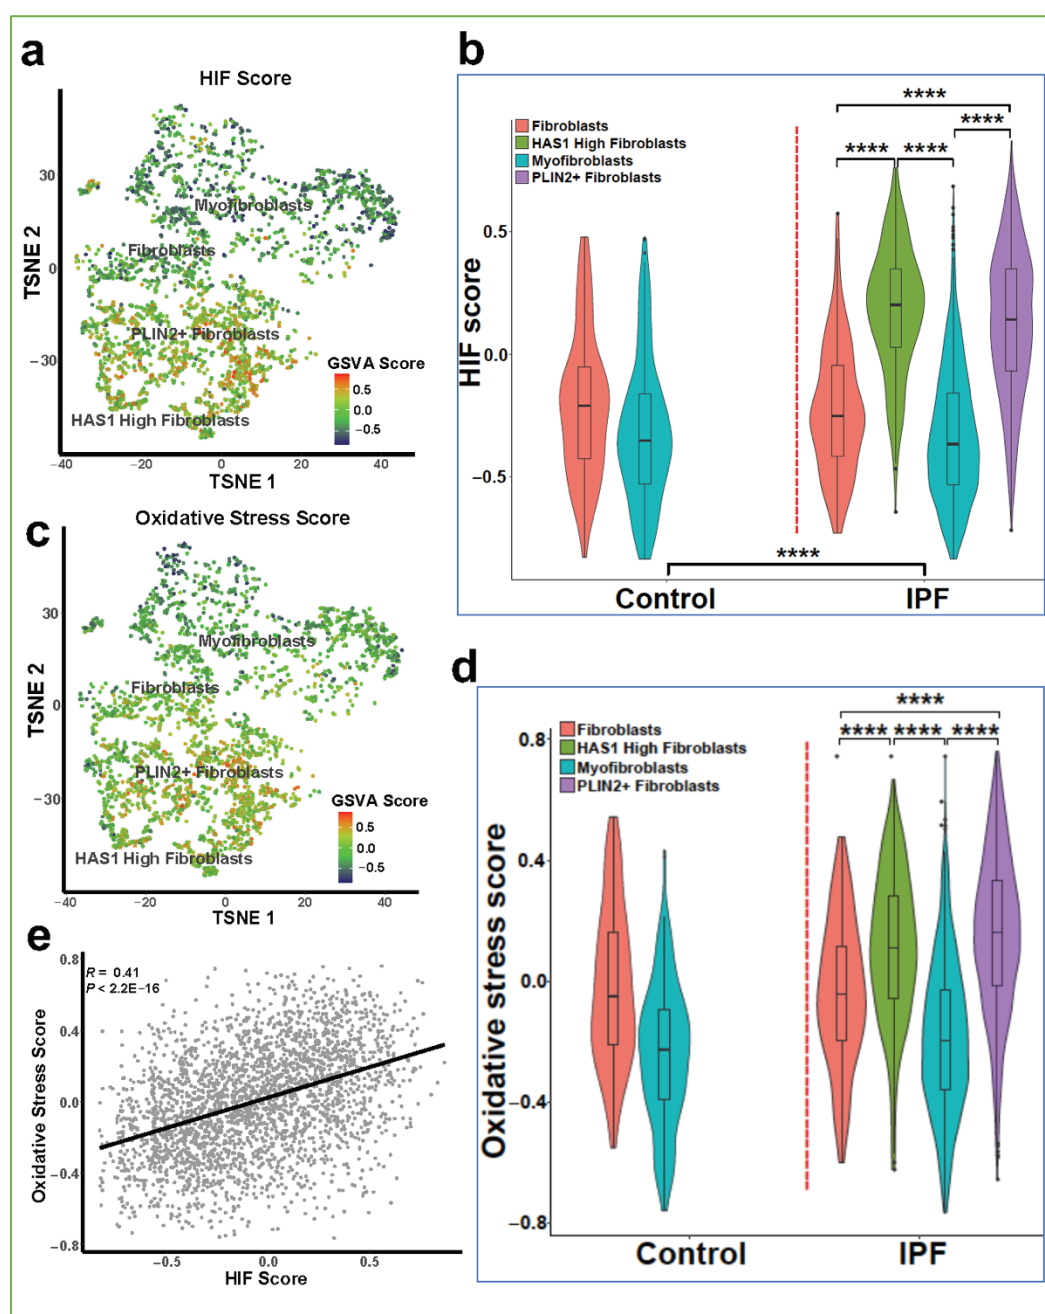 a
HIF Score
TSNE 2
30
0
−30
Myofibroblasts
Fibroblasts
PLIN2+ Fibroblasts
HAS1 High Fibroblasts
GSVA Score
0.5
0.0
−0.5
−40
−20
0
20
40
TSNE 1
b
Fibroblasts
HAS1 High Fibroblasts
Myofibroblasts
PLIN2+ Fibroblasts
****
****
**** ****
HIF score
0.5
0.0
−0.5
****
Control
IPF
c
Oxidative Stress Score
TSNE 2
30
0
−30
Myofibroblasts
Fibroblasts
PLIN2+ Fibroblasts
HAS1 High Fibroblasts
GSVA Score
0.5
0.0
−0.5
−40
−20
0
20
40
TSNE 1
d
Fibroblasts
HAS1 High Fibroblasts
Myofibroblasts
PLIN2+ Fibroblasts
****
**** **** ****
Oxidative stress score
0.8
0.4
0.0
−0.4
−0.8
Control
IPF
e
R = 0.41
P < 2.2E−16
Oxidative Stress Score
0.8
0.4
0.0
−0.4
−0.8
−0.5
0.0
0.5
HIF Score